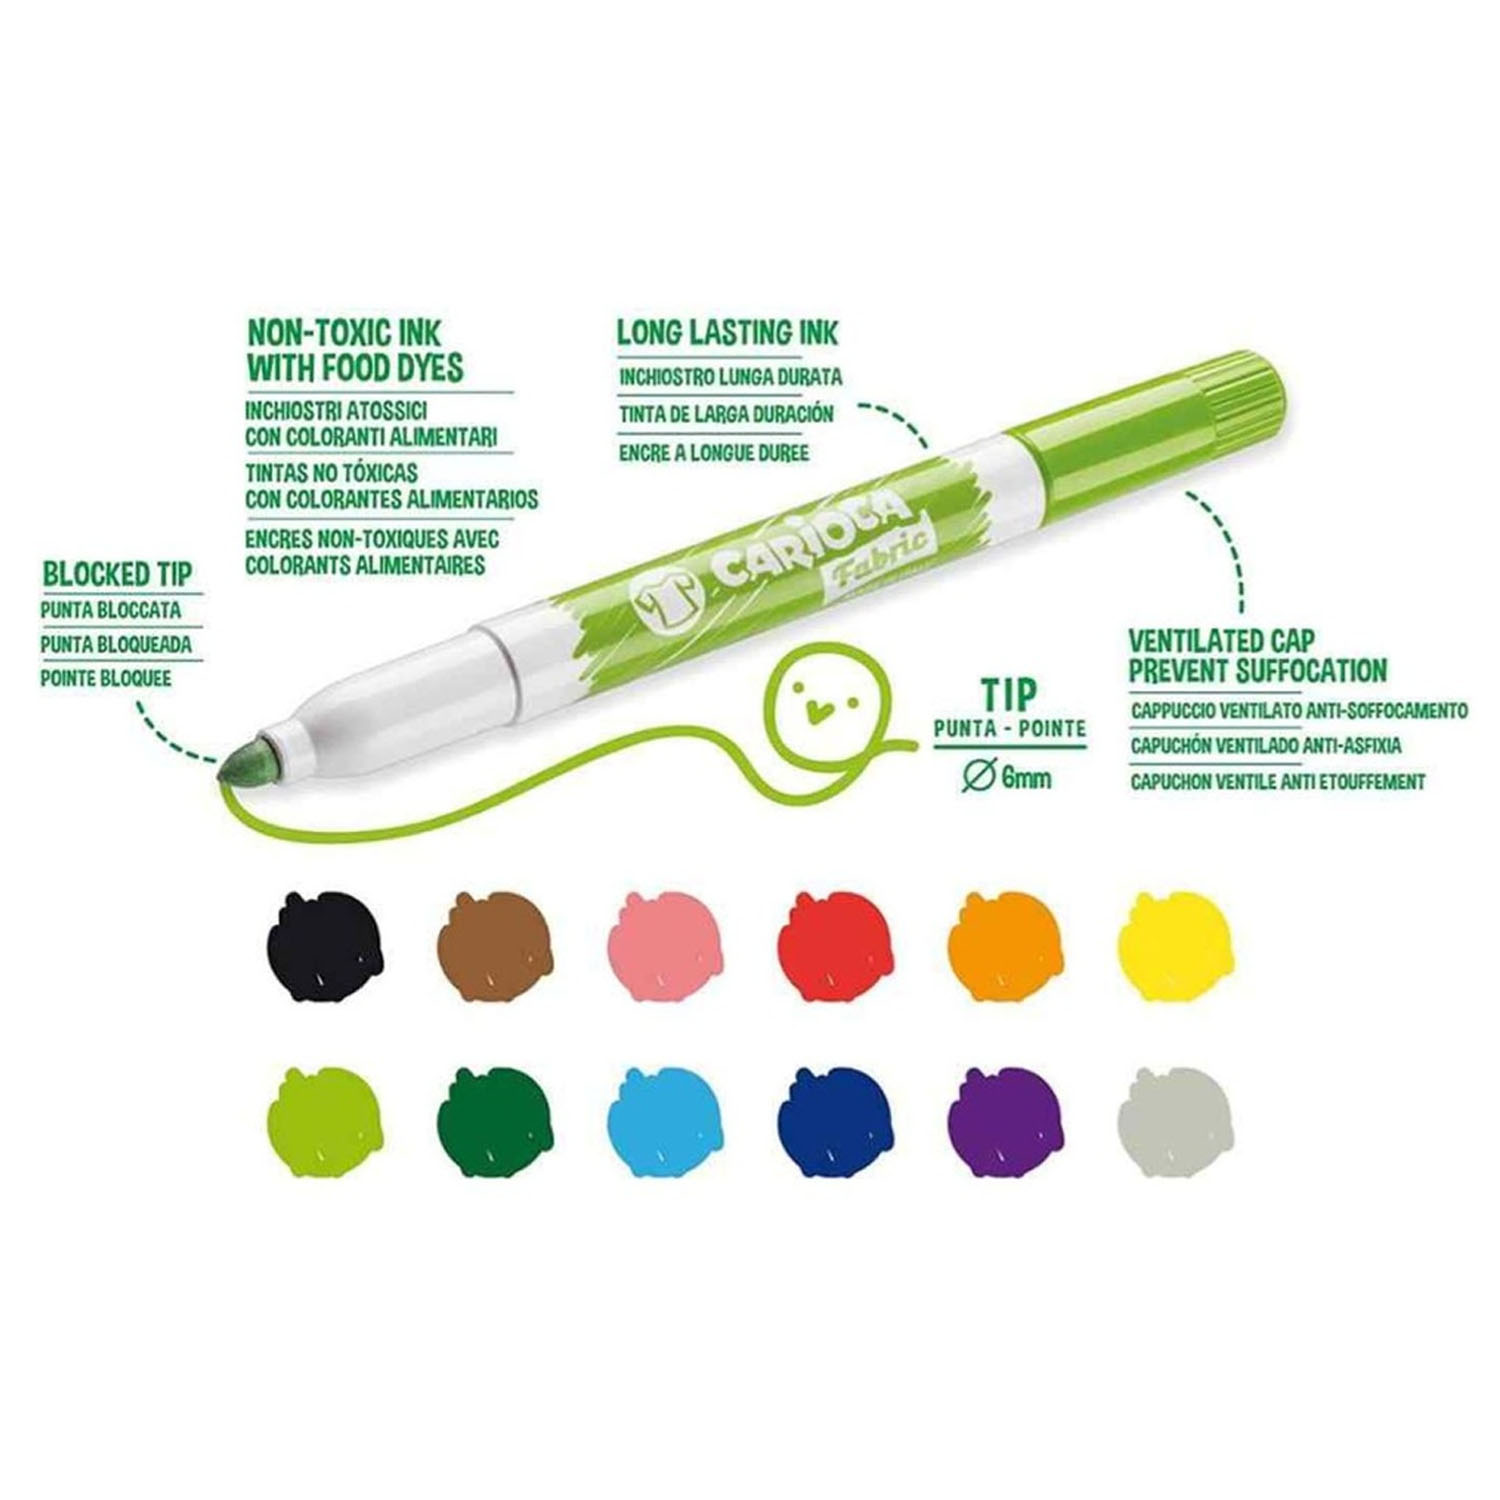 NON-TOXIC INK
WITH FOOD DYES
INCHIOSTRI ATOSSICI
CON COLORANTI ALIMENTARI
TINTAS NO TÓXICAS
CON COLORANTES ALIMENTARIOS
ENCRES NON-TOXIQUES AVEC
COLORANTS ALIMENTAIRES
LONG LASTING INK
INCHIOSTRO LUNGA DURATA
TINTA DE LARGA DURACIÓN
ENCRE A LONGUE DUREE
CARIOCA
Fabric
BLOCKED TIP
PUNTA BLOCCATA
PUNTA BLOQUEADA
POINTE BLOQUEE
TIP
PUNTA - POINTE
Ø 6mm
VENTILATED CAP
PREVENT SUFFOCATION
CAPPUCCIO VENTILATO ANTI-SOFFOCAMENTO
CAPUCHÓN VENTILADO ANTI-ASFIXIA
CAPUCHON VENTILE ANTI ETOUFFEMENT